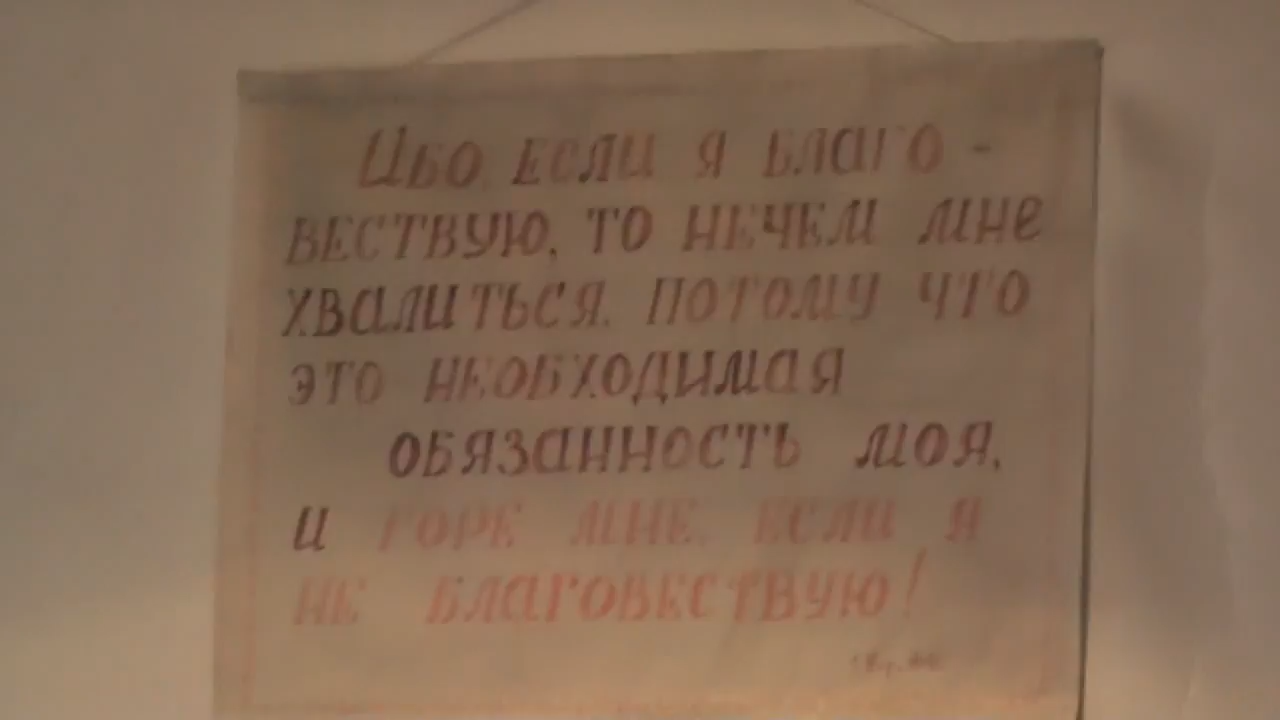 Ибо если я благо-
вествую, то нечем мне
хвалиться, потому что
это необходимая
обязанность моя,
и горе мне, если я
не благовествую!